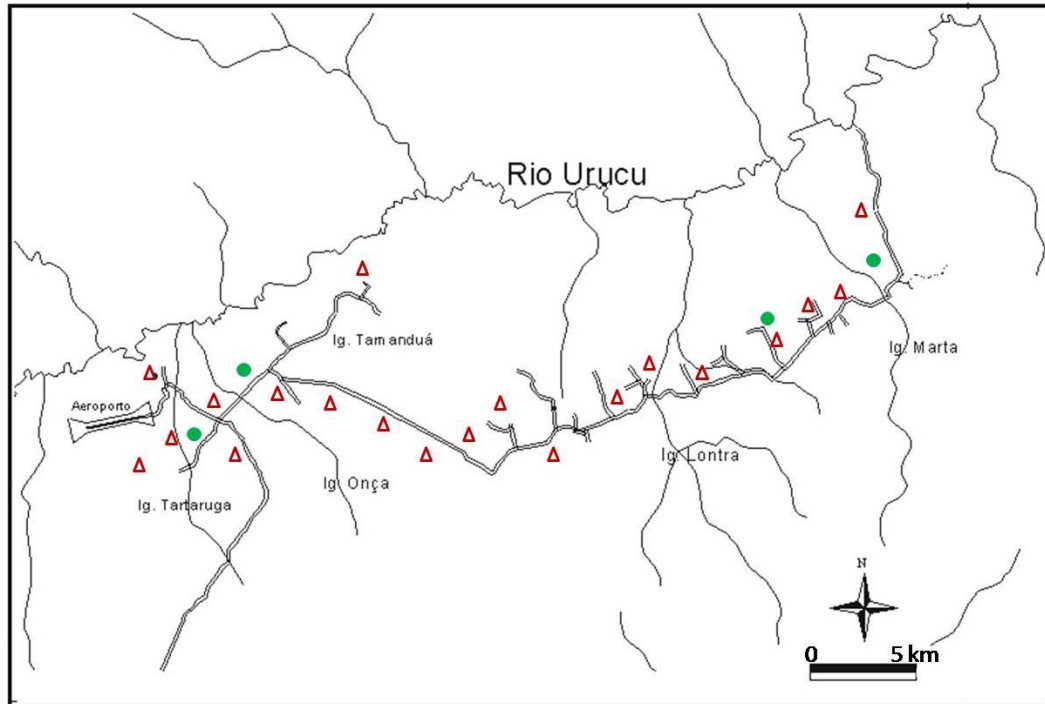 Rio Urucu
Ig. Tamanduá
Ig. Marta
Aeroporto
Ig. Lontra
Ig. Onça
Ig. Tartaruga
N
0 5 km